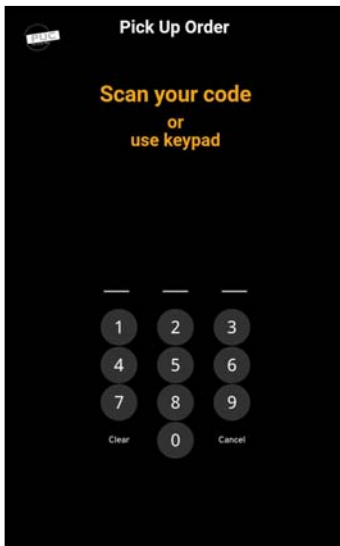 PUC
Pick Up Order
Scan your code
or
use keypad
1 2 3
4 5 6
7 8 9
Clear 0 Cancel